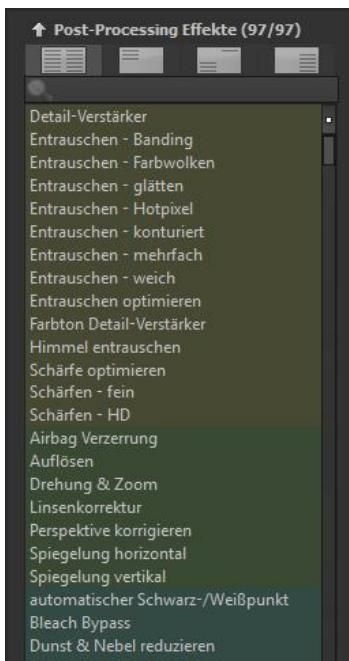 Post-Processing Effekte (97/97)
Detail-Verstärker
Entrauschen - Banding
Entrauschen - Farbwolken
Entrauschen - glätten
Entrauschen - Hotpixel
Entrauschen - konturiert
Entrauschen - mehrfach
Entrauschen - weich
Entrauschen optimieren
Farbton Detail-Verstärker
Himmel entrauschen
Schärfe optimieren
Schärfen - fein
Schärfen - HD
Airbag Verzerrung
Auflösen
Drehung & Zoom
Linsenkorrektur
Perspektive korrigieren
Spiegelung horizontal
Spiegelung vertikal
automatischer Schwarz-/Weißpunkt
Bleach Bypass
Dunst & Nebel reduzieren